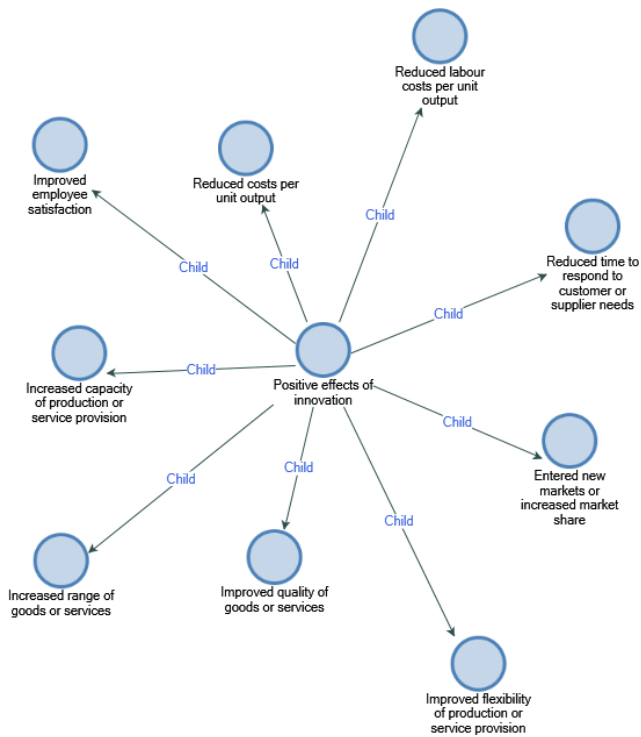 Reduced labour
costs per unit
output
Child
Improved
employee
satisfaction
Child
Reduced costs per
unit output
Child
Reduced time to
respond to
customer or
supplier needs
Child
Increased capacity
of production or
service provision
Child
Positive effects of
innovation
Child
Entered new
markets or
increased market
share
Child
Increased range of
goods or services
Child
Improved quality of
goods or services
Child
Improved flexibility
of production or
service provision